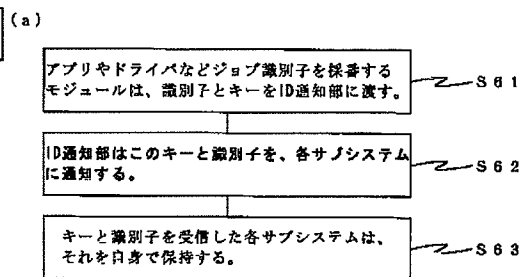 (a)
アプリやドライバなどジョブ識別子を採番する
モジュールは、識別子とキーをID通知部に渡す。
S61
ID通知部はこのキーと識別子を、各サブシステム
に通知する。
S62
キーと識別子を受信した各サブシステムは、
それを自身で保持する。
S63